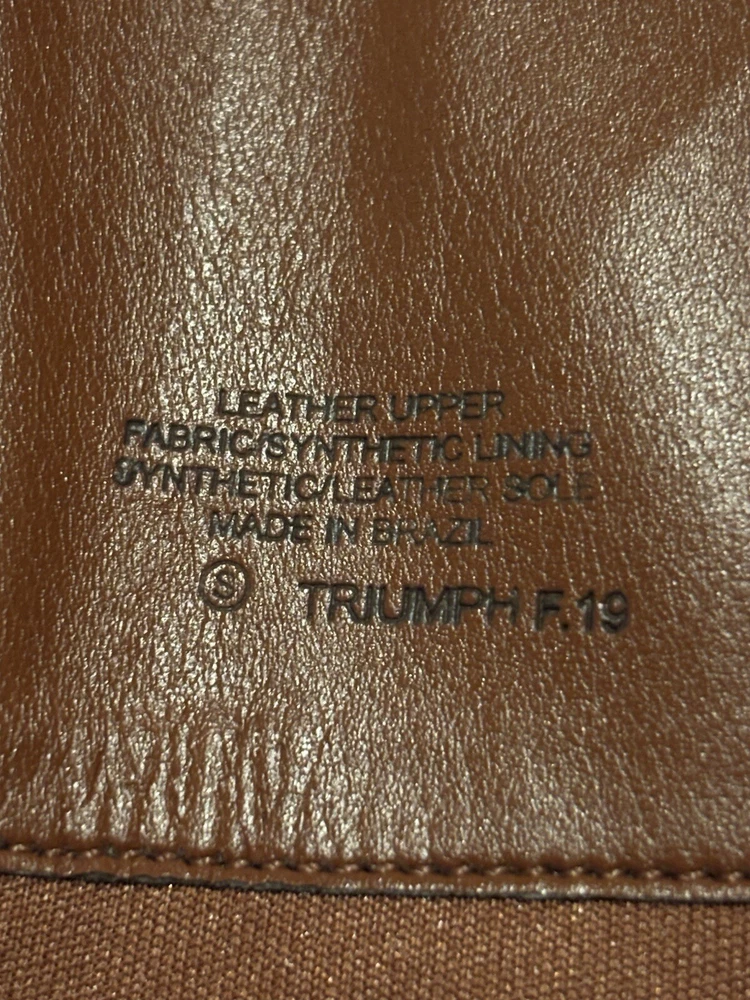 LEATHER UPPER
FABRIC/SYNTHETIC LINING
SYNTHETIC/LEATHER SOLE
MADE IN BRAZIL
Ⓢ TRIUMPH F.19